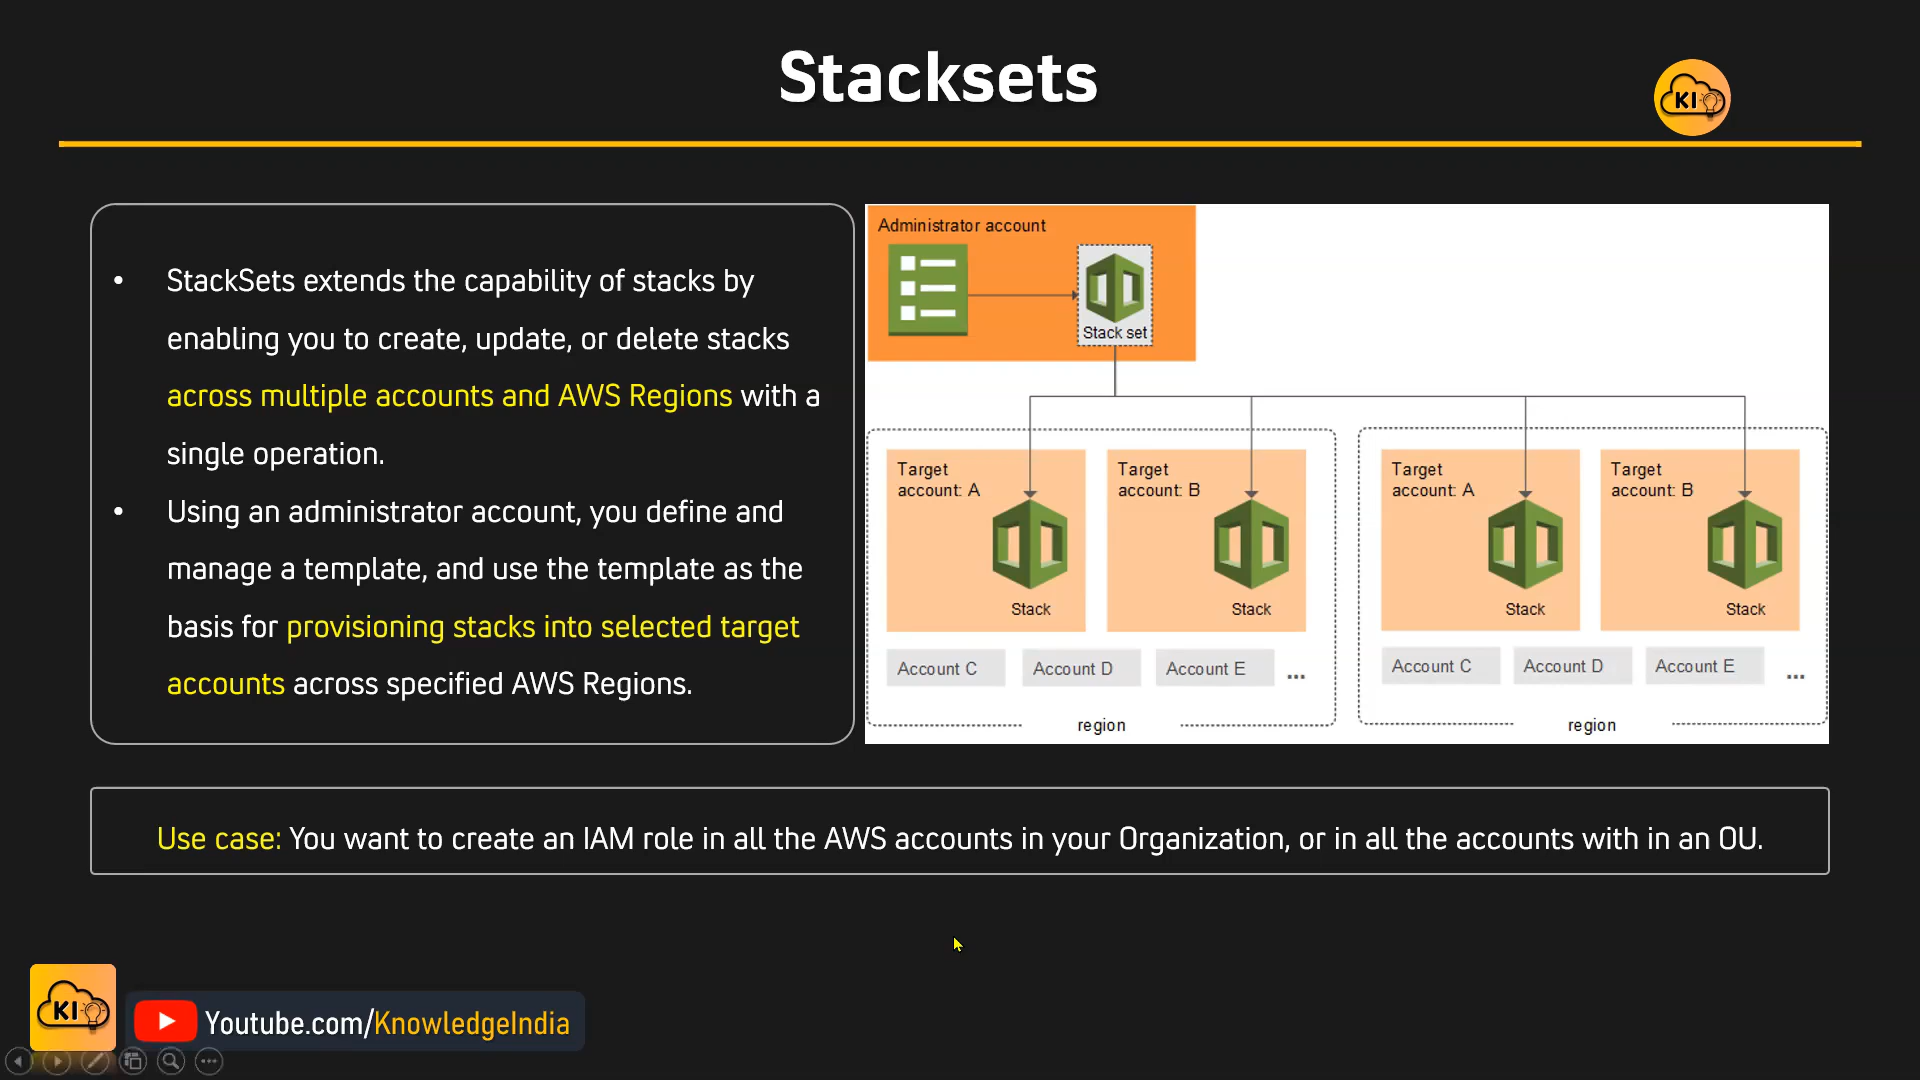 Stacksets
KI
• StackSets extends the capability of stacks by
enabling you to create, update, or delete stacks
across multiple accounts and AWS Regions with a
single operation.
• Using an administrator account, you define and
manage a template, and use the template as the
basis for provisioning stacks into selected target
accounts across specified AWS Regions.
Administrator account
Stack set
Target
account: A
Stack
Target
account: B
Stack
Account C
Account D
Account E
...
region
Target
account: A
Stack
Target
account: B
Stack
Account C
Account D
Account E
...
region
Use case: You want to create an IAM role in all the AWS accounts in your Organization, or in all the accounts with in an OU.
KI
Youtube.com/KnowledgeIndia